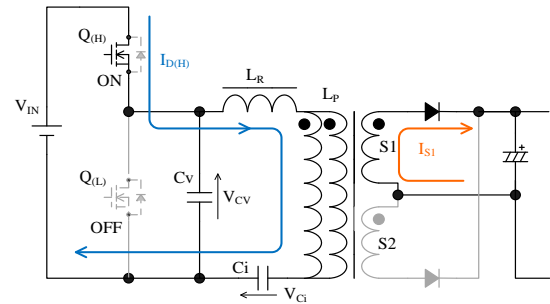 Q(H)
ID(H)
ON
LR
LP
VIN
S1
IS1
Q(L)
Cv
VCV
OFF
S2
Ci
VCi
+